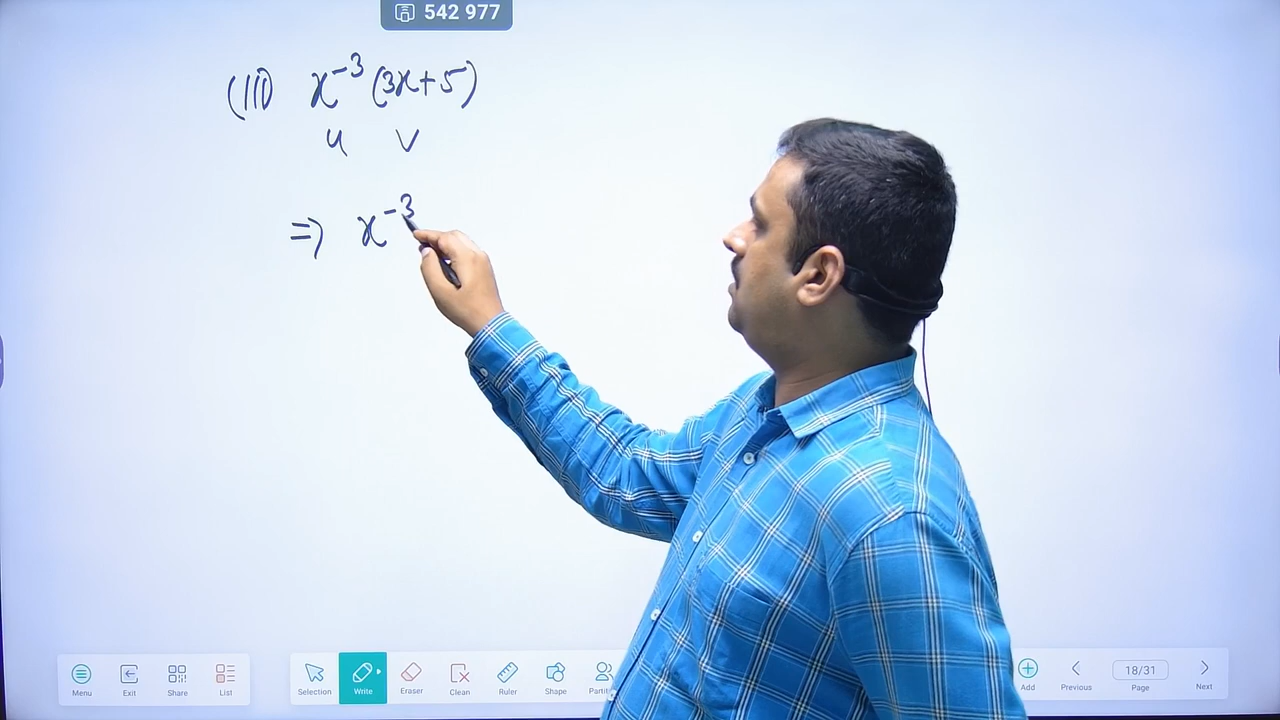 542 977
(III) x⁻³ (3x+5)
u v
=> x⁻³
Menu Exit Share List Selection Write Eraser Clean Ruler Shape Add Previous 18/31 Page Next